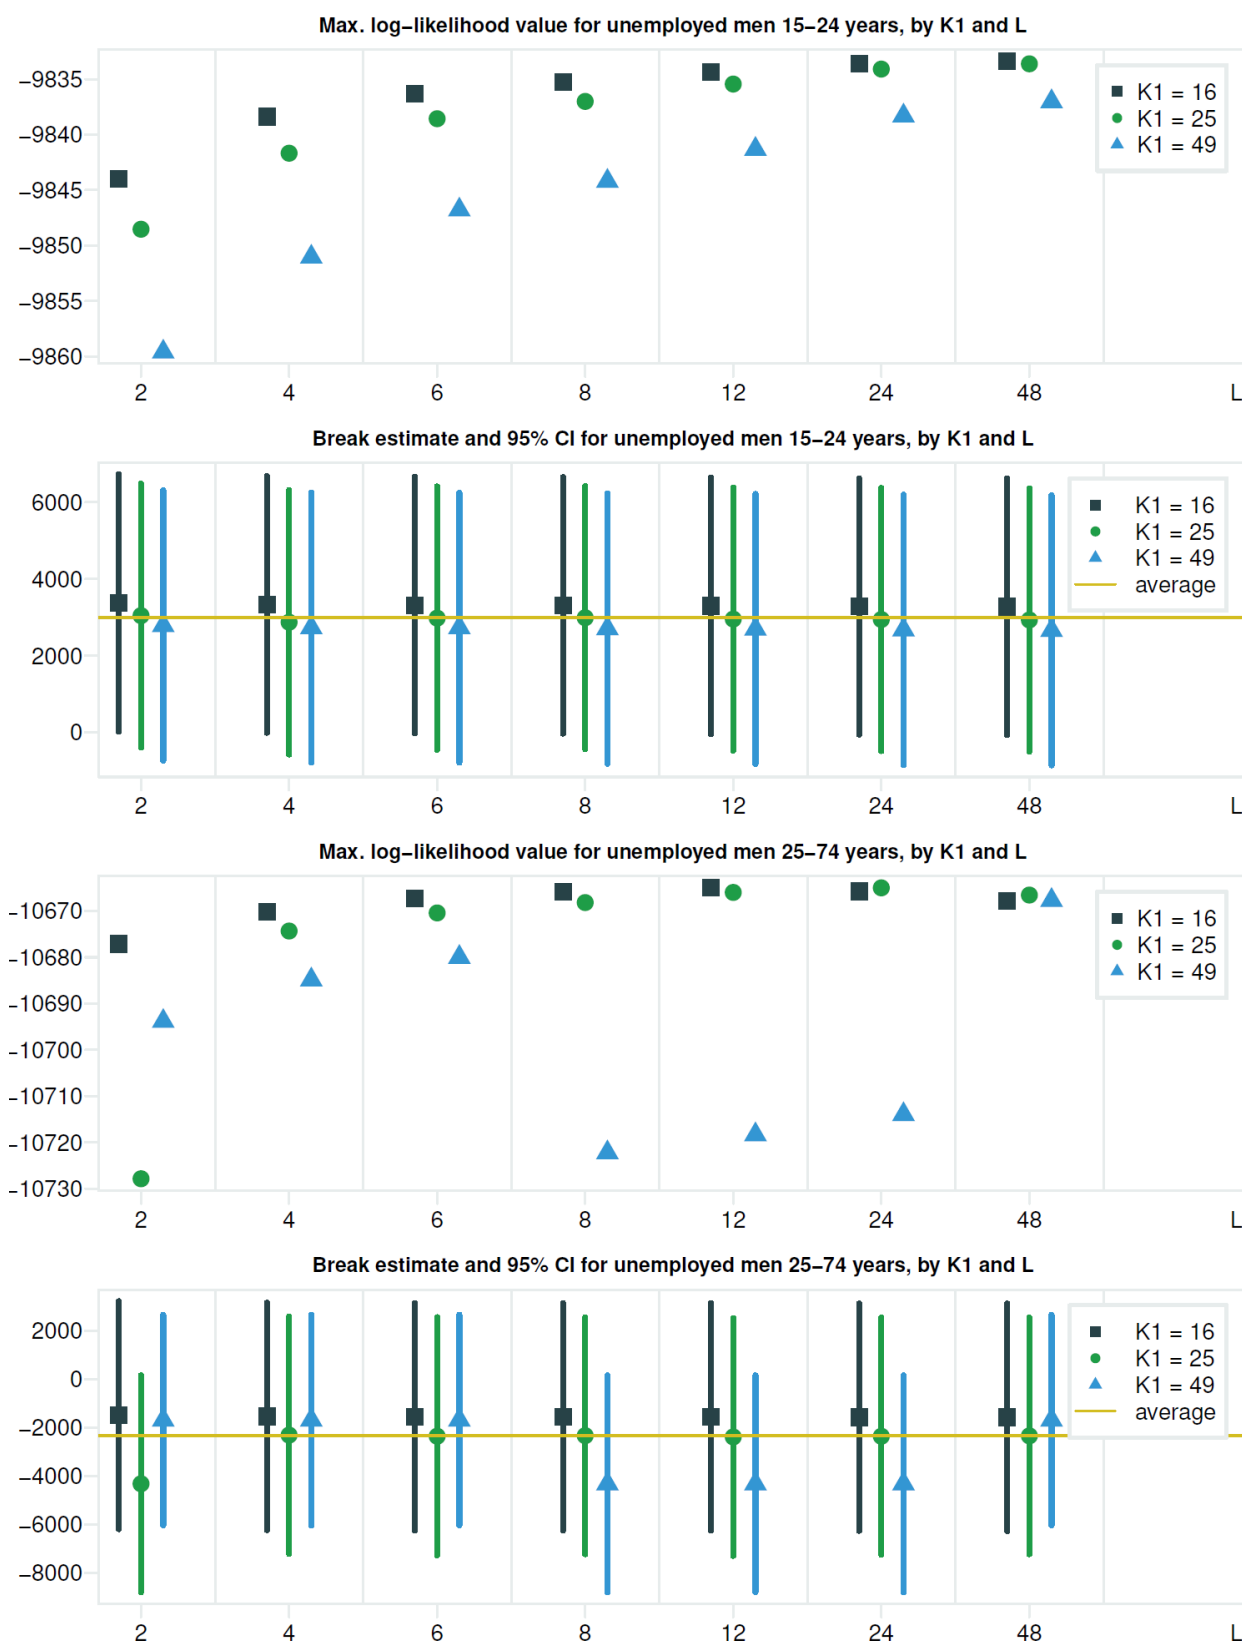 Max. log−likelihood value for unemployed men 15−24 years, by K1 and L
−9835
−9840
−9845
−9850
−9855
−9860
K1 = 16
K1 = 25
K1 = 49
2 4 6 8 12 24 48 L
Break estimate and 95% CI for unemployed men 15−24 years, by K1 and L
6000
4000
2000
0
K1 = 16
K1 = 25
K1 = 49
average
2 4 6 8 12 24 48 L
Max. log−likelihood value for unemployed men 25−74 years, by K1 and L
−10670
−10680
−10690
−10700
−10710
−10720
−10730
K1 = 16
K1 = 25
K1 = 49
2 4 6 8 12 24 48 L
Break estimate and 95% CI for unemployed men 25−74 years, by K1 and L
2000
0
−2000
−4000
−6000
−8000
K1 = 16
K1 = 25
K1 = 49
average
2 4 6 8 12 24 48 L